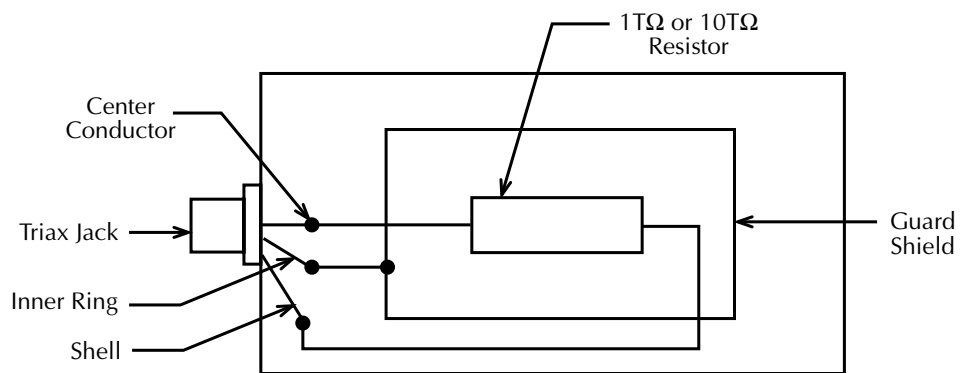 1TΩ or 10TΩ
Resistor
Center
Conductor
Triax Jack
Guard
Shield
Inner Ring
Shell